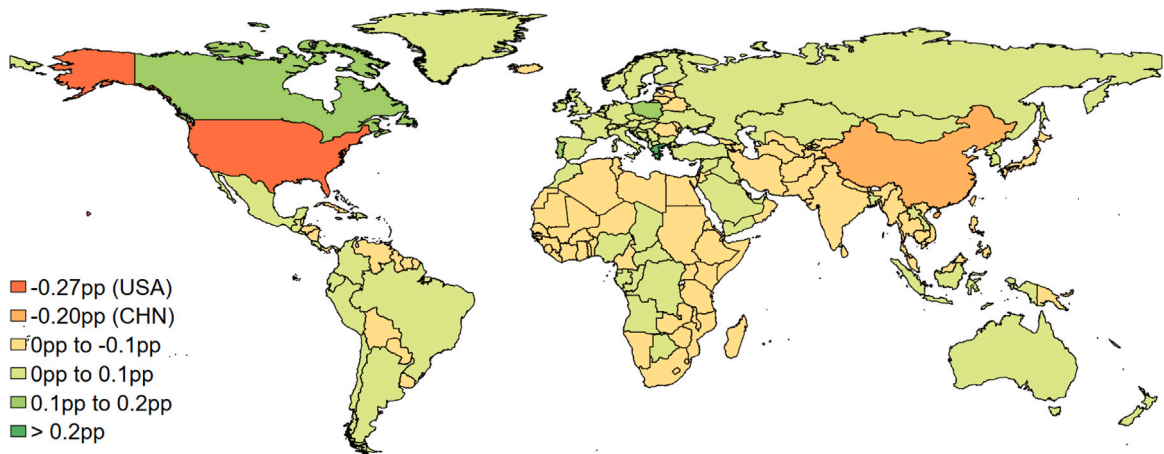 -0.27pp (USA)
-0.20pp (CHN)
0pp to -0.1pp
0pp to 0.1pp
0.1pp to 0.2pp
> 0.2pp